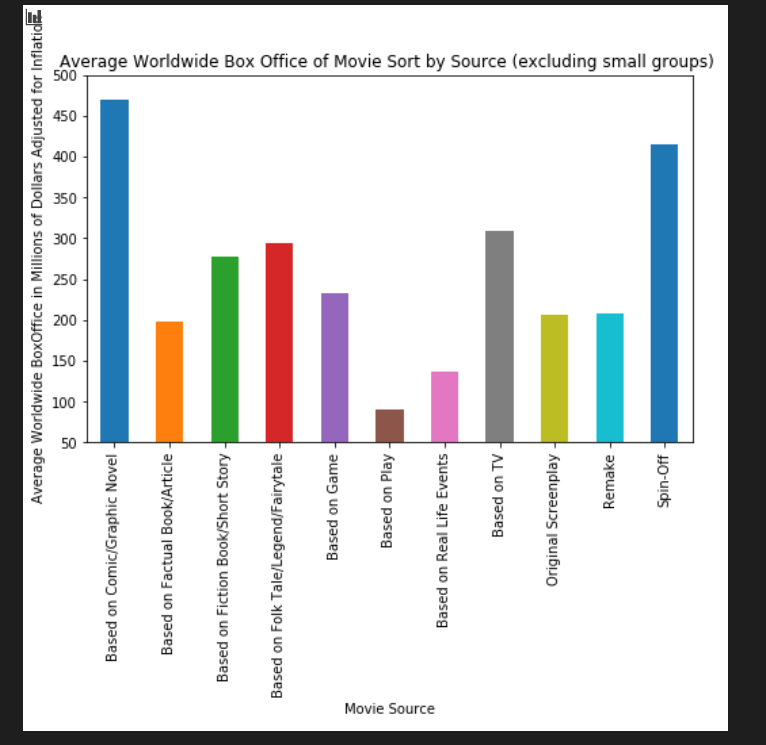 Average Worldwide Box Office of Movie Sort by Source (excluding small groups)
Average Worldwide BoxOffice in Millions of Dollars Adjusted for Inflation
500
450
400
350
300
250
200
150
100
50
Based on Comic/Graphic Novel
Based on Factual Book/Article
Based on Fiction Book/Short Story
Based on Folk Tale/Legend/Fairytale
Based on Game
Based on Play
Based on Real Life Events
Based on TV
Original Screenplay
Remake
Spin-Off
Movie Source